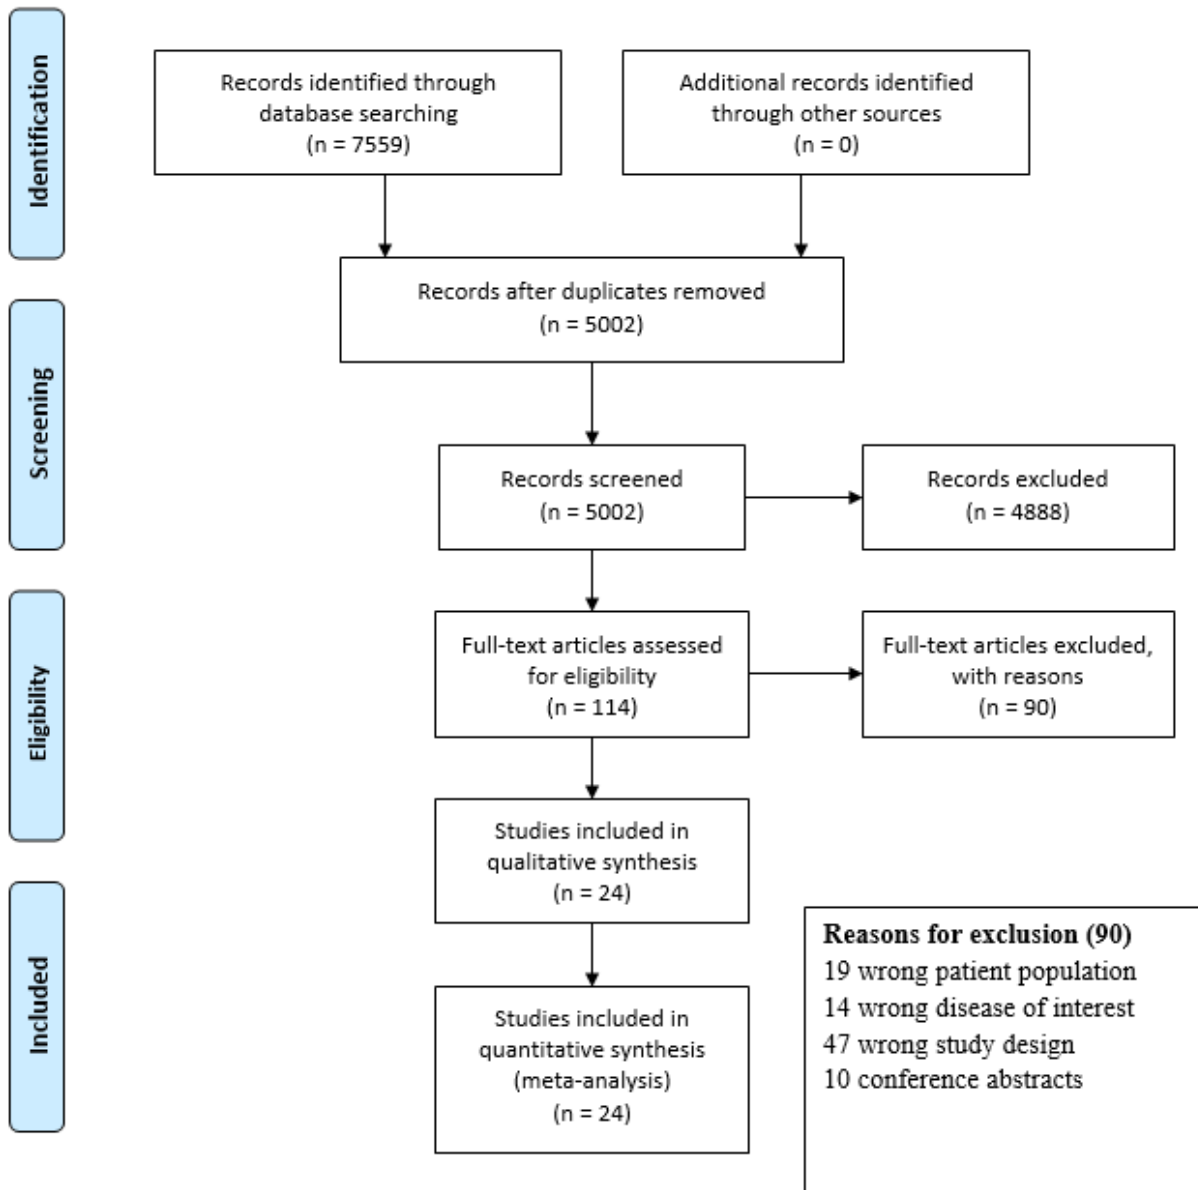 Identification
Records identified through
database searching
(n = 7559)
Additional records identified
through other sources
(n = 0)
Records after duplicates removed
(n = 5002)
Screening
Records screened
(n = 5002)
Records excluded
(n = 4888)
Eligibility
Full-text articles assessed
for eligibility
(n = 114)
Full-text articles excluded,
with reasons
(n = 90)
Studies included in
qualitative synthesis
(n = 24)
Included
Studies included in
quantitative synthesis
(meta-analysis)
(n = 24)
Reasons for exclusion (90)
19 wrong patient population
14 wrong disease of interest
47 wrong study design
10 conference abstracts